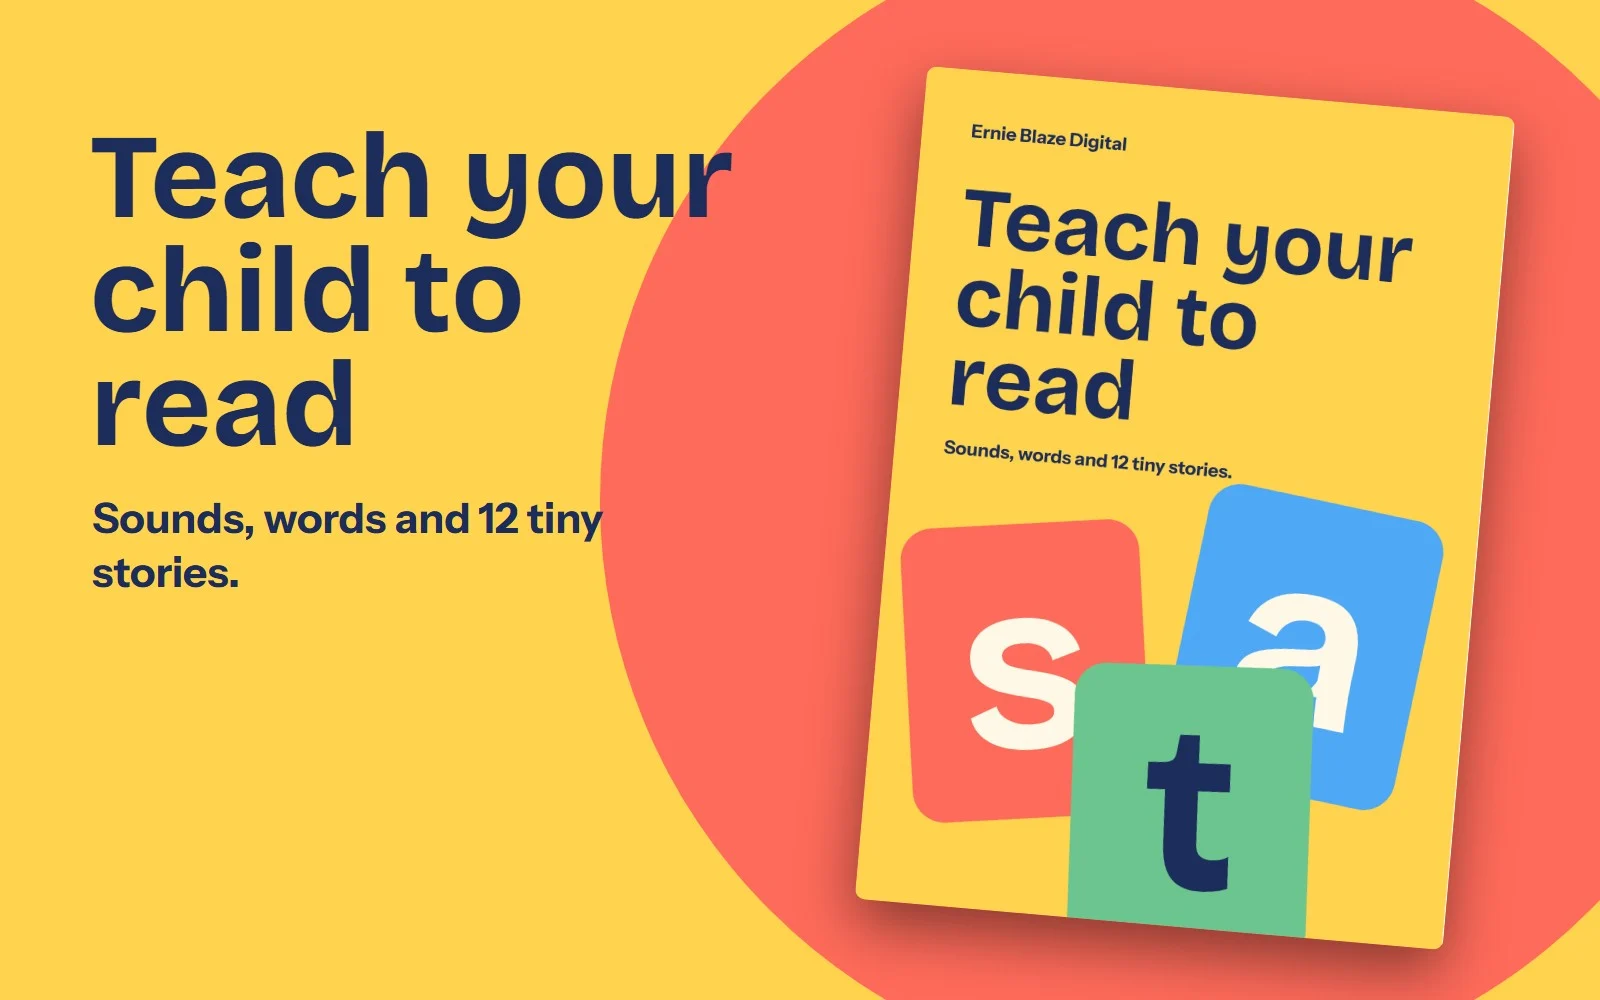 Teach your
child to
read
Sounds, words and 12 tiny
stories.
Ernie Blaze Digital
Teach your
child to
read
Sounds, words and 12 tiny stories.
s
a
t